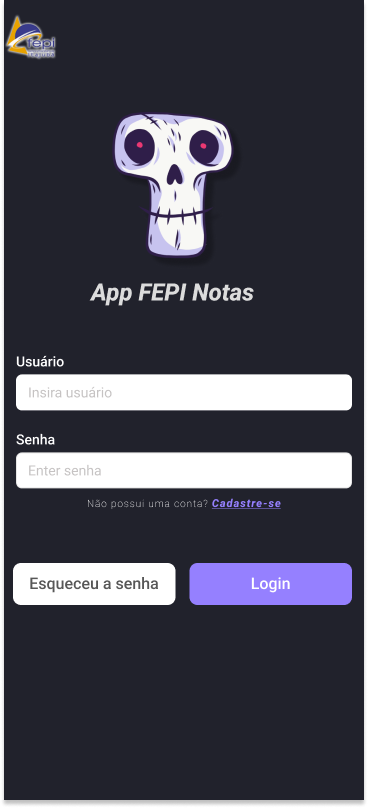 fepi
App FEPI Notas
Usuário
Insira usuário
Senha
Enter senha
Não possui uma conta? Cadastre-se
Esqueceu a senha
Login